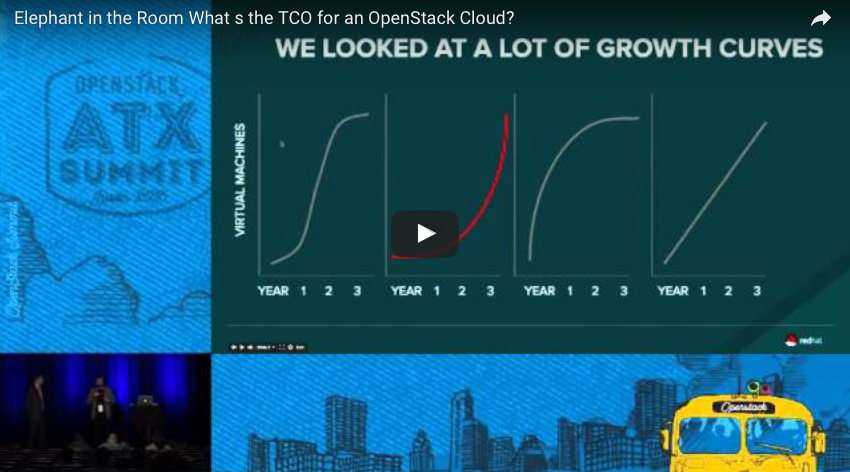 Elephant in the Room What s the TCO for an OpenStack Cloud?
WE LOOKED AT A LOT OF GROWTH CURVES
OPENSTACK
ATX
SUMMIT
VIRTUAL MACHINES
YEAR 1 2 3
YEAR 1 2 3
YEAR 1 2 3
YEAR 1 2 3
redhat
Openstack